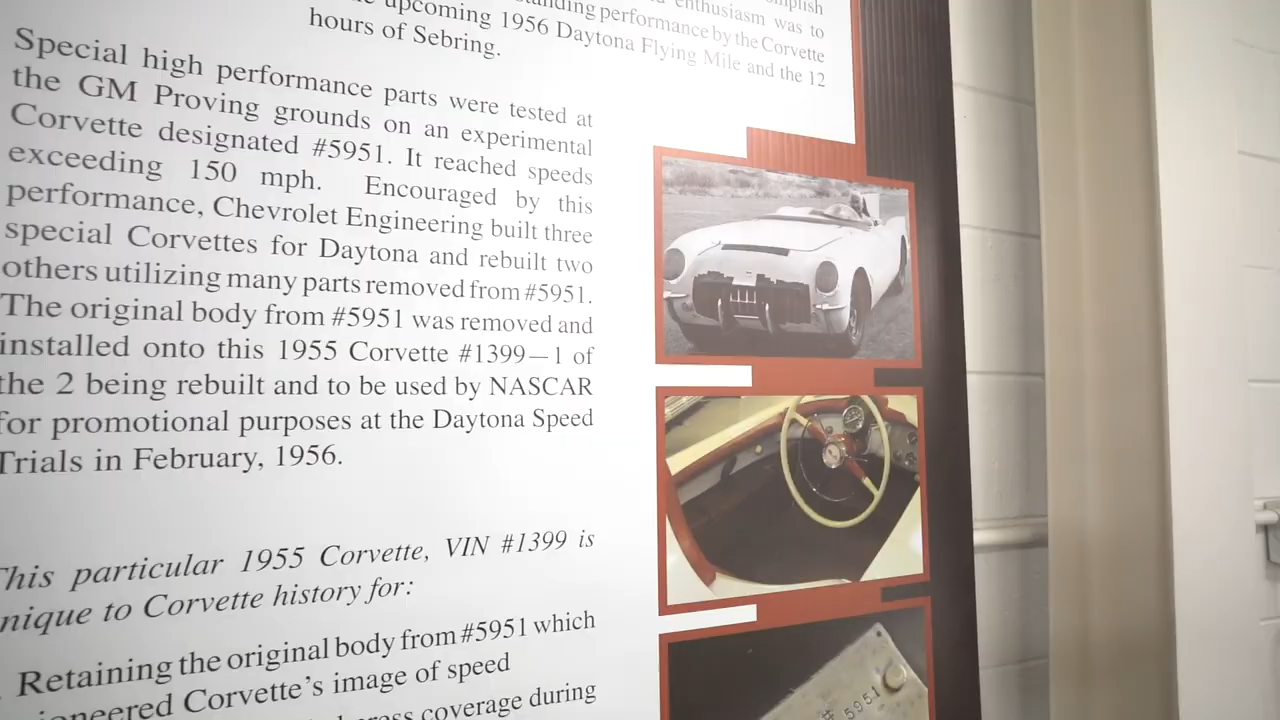 enthusiasm was to
upcoming 1956 Daytona Flying Mile and the 12
performance by the Corvette
hours of Sebring.
Special high performance parts were tested at
the GM Proving grounds on an experimental
Corvette designated #5951. It reached speeds
exceeding 150 mph. Encouraged by this
performance, Chevrolet Engineering built three
special Corvettes for Daytona and rebuilt two
others utilizing many parts removed from #5951.
The original body from #5951 was removed and
installed onto this 1955 Corvette #1399—1 of
the 2 being rebuilt and to be used by NASCAR
for promotional purposes at the Daytona Speed
Trials in February, 1956.
This particular 1955 Corvette, VIN #1399 is
nique to Corvette history for:
Retaining the original body from #5951 which
ioneered Corvette's image of speed
coverage during
# 5951